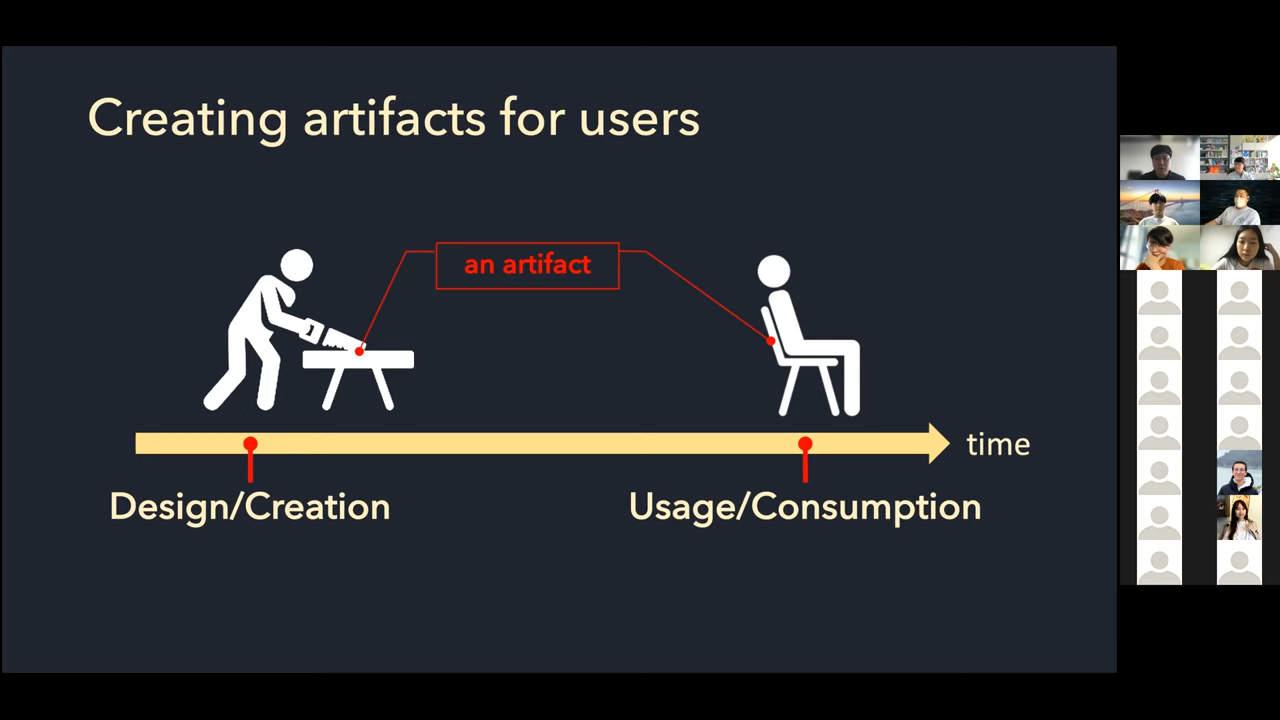 Creating artifacts for users
an artifact
time
Design/Creation
Usage/Consumption